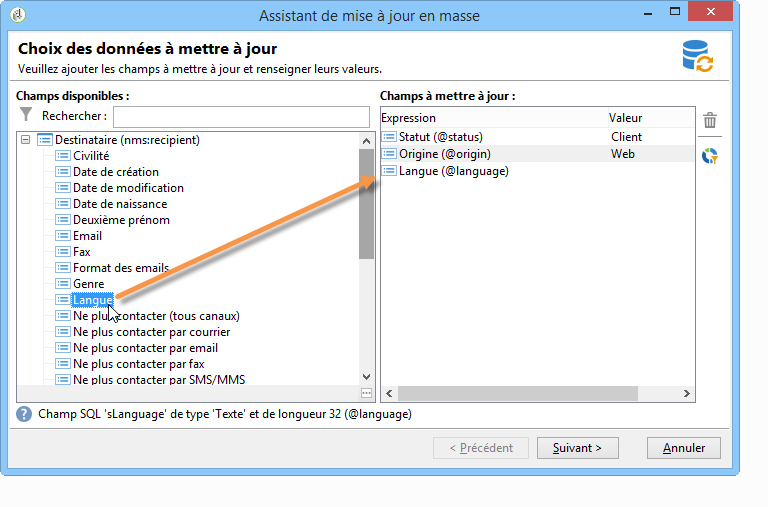 Assistant de mise à jour en masse
Choix des données à mettre à jour
Veuillez ajouter les champs à mettre à jour et renseigner leurs valeurs.
Champs disponibles :
Rechercher :
Destinataire (nms:recipient)
Civilité
Date de création
Date de modification
Date de naissance
Deuxième prénom
Email
Fax
Format des emails
Genre
Langue
Ne plus contacter (tous canaux)
Ne plus contacter par courrier
Ne plus contacter par email
Ne plus contacter par fax
Ne plus contacter par SMS/MMS
Champs à mettre à jour :
Expression Valeur
Statut (@status) Client
Origine (@origin) Web
Langue (@language)
Champ SQL 'sLanguage' de type 'Texte' et de longueur 32 (@language)
< Précédent Suivant > Annuler